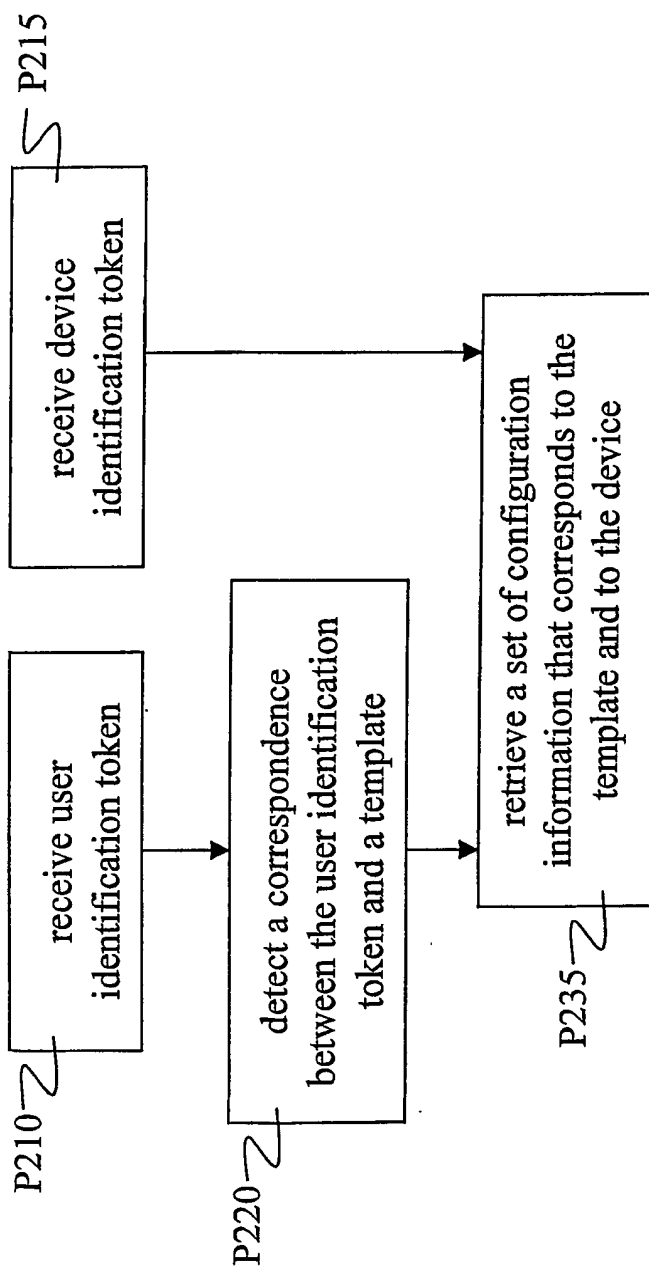 P210
receive user
identification token
P215
receive device
identification token
P220
detect a correspondence
between the user identification
token and a template
P235
retrieve a set of configuration
information that corresponds to the
template and to the device